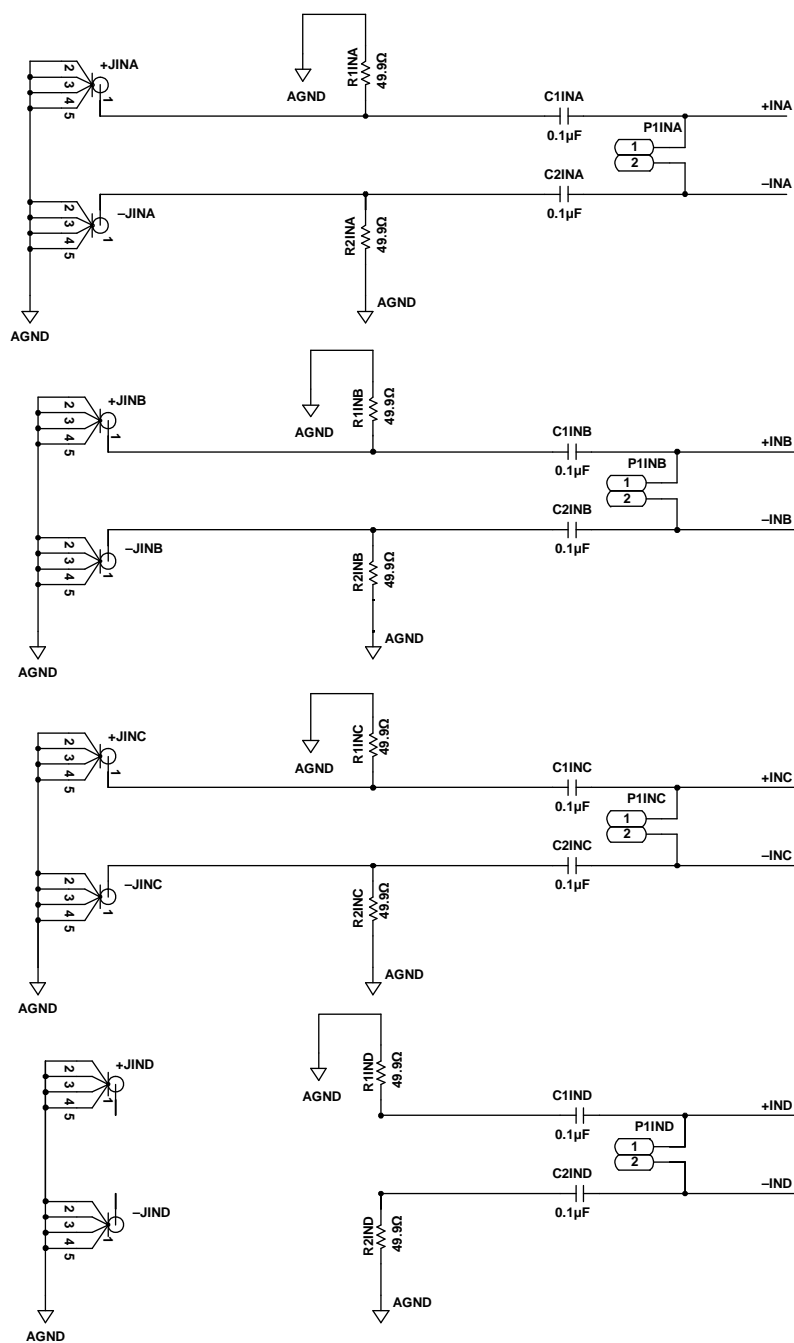 +JINA
2
3
4
5
1
AGND
R1INA
49.9Ω
C1INA
0.1µF
P1INA
1
2
+INA
–JINA
2
3
4
5
1
AGND
R2INA
49.9Ω
AGND
C2INA
0.1µF
–INA
+JINB
2
3
4
5
1
AGND
R1INB
49.9Ω
C1INB
0.1µF
P1INB
1
2
+INB
–JINB
2
3
4
5
1
AGND
R2INB
49.9Ω
AGND
C2INB
0.1µF
–INB
+JINC
2
3
4
5
1
AGND
R1INC
49.9Ω
C1INC
0.1µF
P1INC
1
2
+INC
–JINC
2
3
4
5
1
AGND
R2INC
49.9Ω
AGND
C2INC
0.1µF
–INC
+JIND
2
3
4
5
1
AGND
R1IND
49.9Ω
C1IND
0.1µF
P1IND
1
2
+IND
–JIND
2
3
4
5
1
AGND
R2IND
49.9Ω
AGND
C2IND
0.1µF
–IND